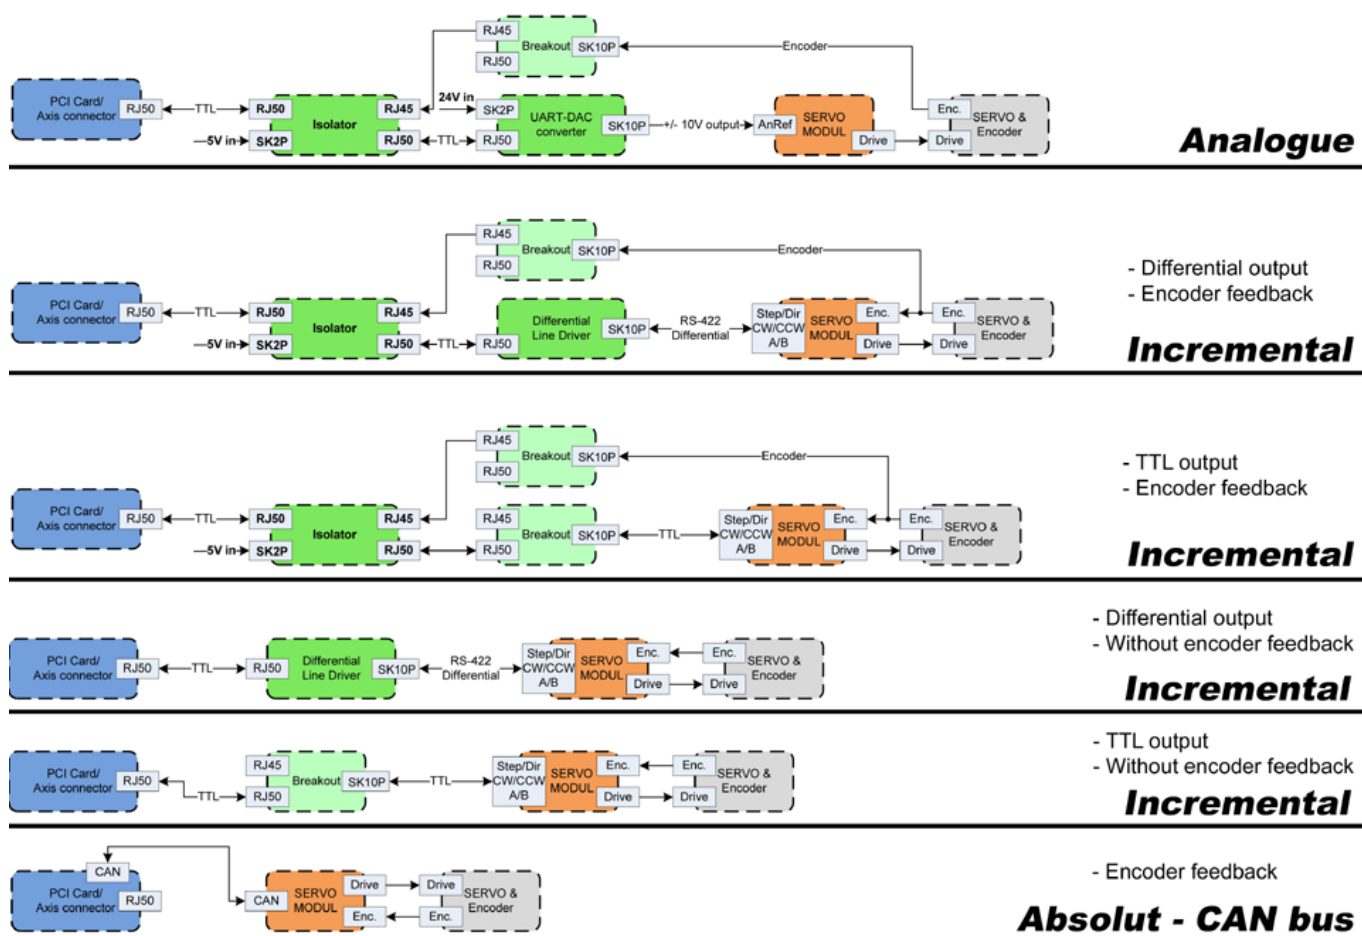 RJ45
Breakout
SK10P
RJ50
Encoder
PCI Card/
Axis connector
RJ50
TTL
RJ50
Isolator
RJ45
5V in
SK2P
RJ50
TTL
24V in
SK2P
UART-DAC
converter
RJ50
SK10P
+/- 10V output
AnRef
SERVO
MODUL
Drive
Enc.
SERVO &
Encoder
Drive
Analogue
RJ45
Breakout
SK10P
RJ50
Encoder
PCI Card/
Axis connector
RJ50
TTL
RJ50
Isolator
RJ45
5V in
SK2P
RJ50
TTL
Differential
Line Driver
RJ50
SK10P
RS-422
Differential
Step/Dir
CW/CCW
A/B
SERVO
MODUL
Enc.
Drive
Enc.
SERVO &
Encoder
Drive
- Differential output
- Encoder feedback
Incremental
RJ45
Breakout
SK10P
RJ50
Encoder
PCI Card/
Axis connector
RJ50
TTL
RJ50
Isolator
RJ45
5V in
SK2P
RJ50
RJ45
Breakout
SK10P
RJ50
TTL
Step/Dir
CW/CCW
A/B
SERVO
MODUL
Enc.
Drive
Enc.
SERVO &
Encoder
Drive
- TTL output
- Encoder feedback
Incremental
PCI Card/
Axis connector
RJ50
TTL
RJ50
Differential
Line Driver
SK10P
RS-422
Differential
Step/Dir
CW/CCW
A/B
SERVO
MODUL
Enc.
Drive
Enc.
SERVO &
Encoder
Drive
- Differential output
- Without encoder feedback
Incremental
PCI Card/
Axis connector
RJ50
TTL
RJ45
Breakout
SK10P
RJ50
TTL
Step/Dir
CW/CCW
A/B
SERVO
MODUL
Enc.
Drive
Enc.
SERVO &
Encoder
Drive
- TTL output
- Without encoder feedback
Incremental
CAN
PCI Card/
Axis connector
RJ50
CAN
SERVO
MODUL
Drive
Enc.
Drive
SERVO &
Encoder
Enc.
- Encoder feedback
Absolut - CAN bus